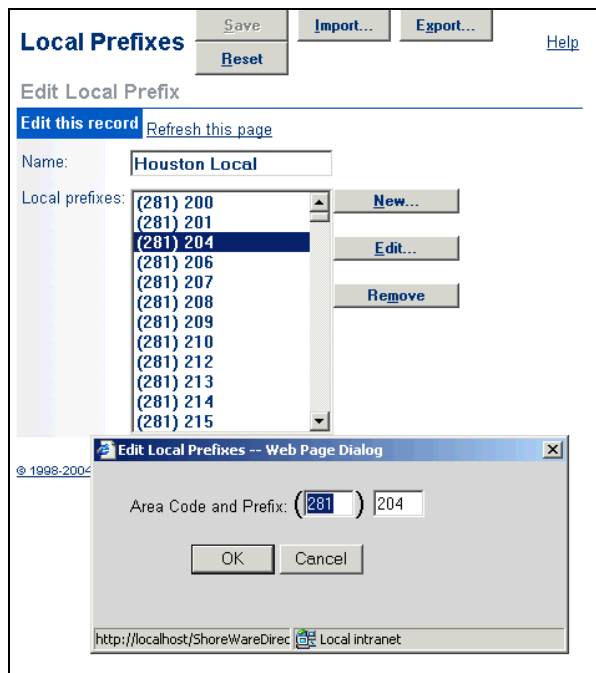 Local Prefixes
Save
Import...
Export...
Reset
Help
Edit Local Prefix
Edit this record
Refresh this page
Name:
Houston Local
Local prefixes:
(281) 200
(281) 201
(281) 204
(281) 206
(281) 207
(281) 208
(281) 209
(281) 210
(281) 212
(281) 213
(281) 214
(281) 215
New...
Edit...
Remove
© 1998-2004
Edit Local Prefixes -- Web Page Dialog
Area Code and Prefix: (281) 204
OK
Cancel
http://localhost/ShoreWareDirec
Local intranet